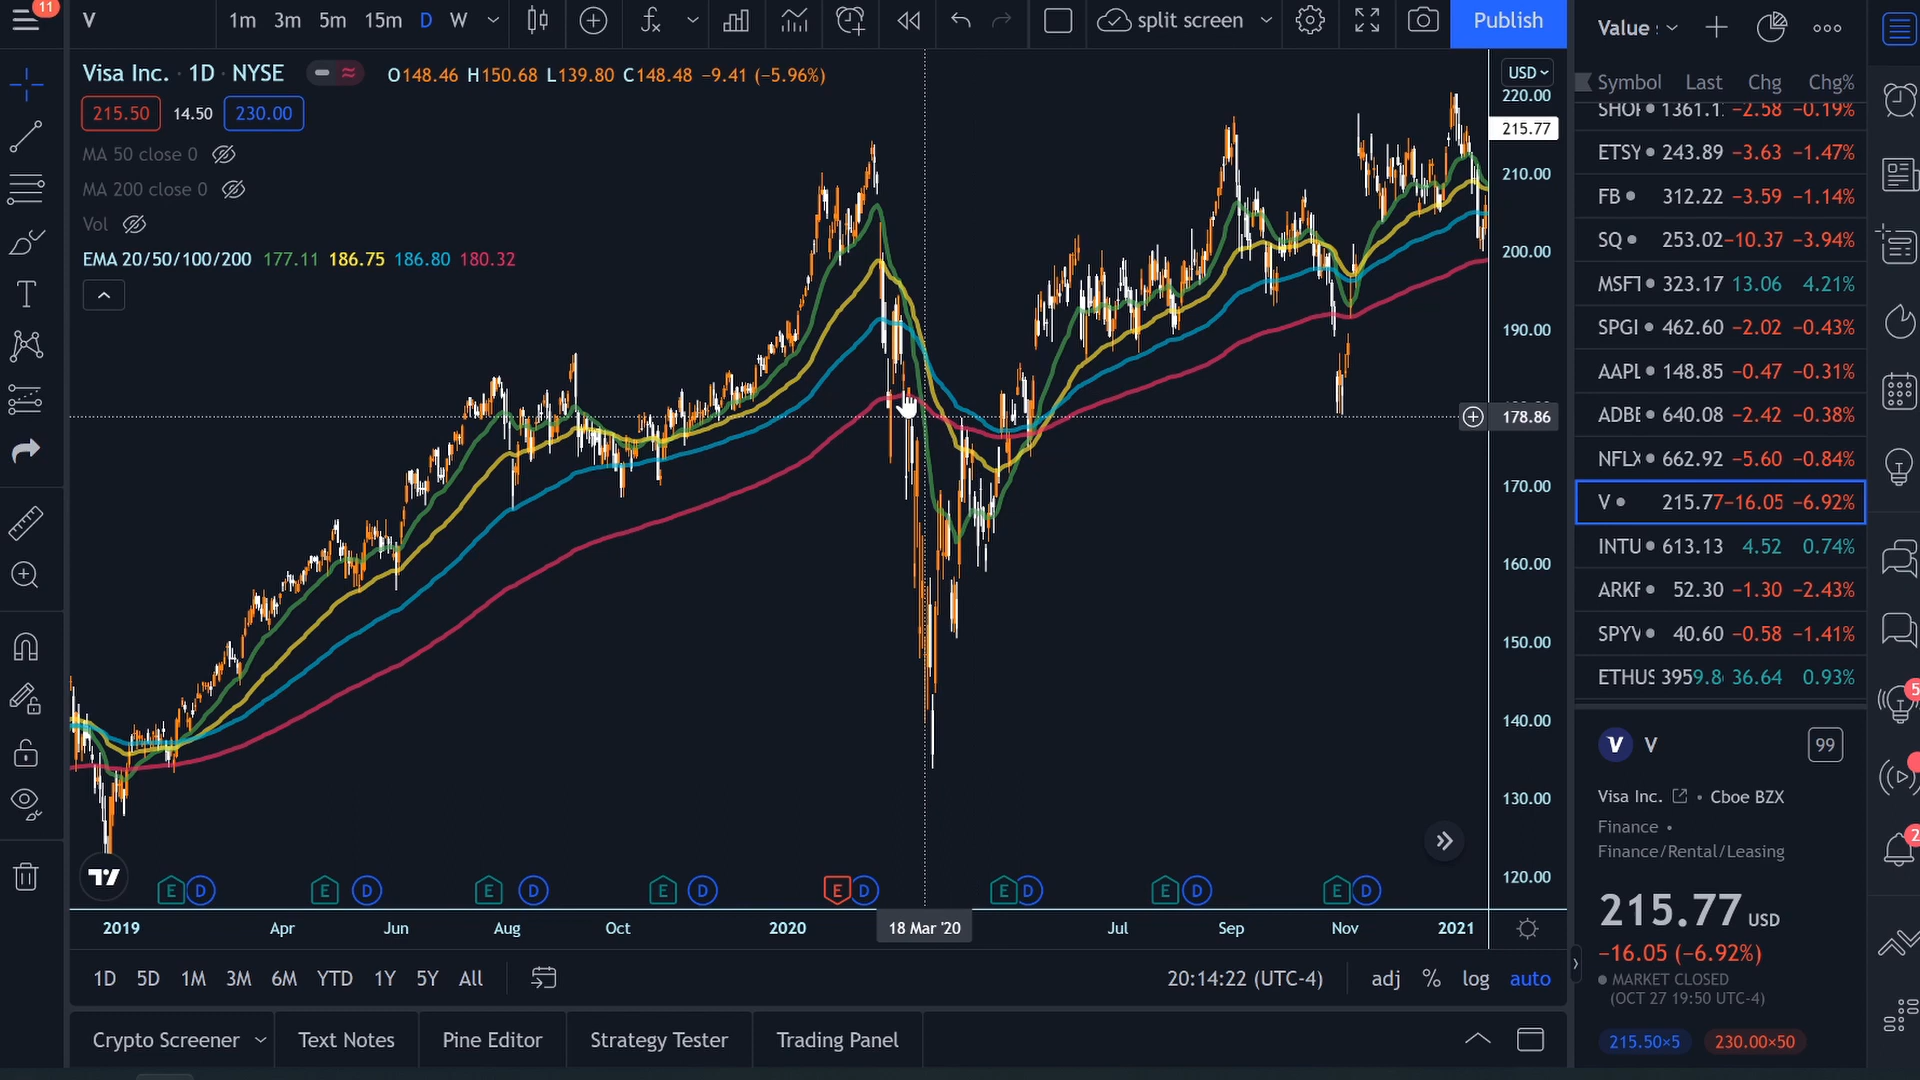 11
V
1m 3m 5m 15m D W
split screen
Publish
Visa Inc. · 1D · NYSE
O148.46 H150.68 L139.80 C148.48 −9.41 (−5.96%)
215.50 14.50 230.00
MA 50 close 0
MA 200 close 0
Vol
EMA 20/50/100/200 177.11 186.75 186.80 180.32
USD
220.00
215.77
210.00
200.00
190.00
178.86
170.00
160.00
150.00
140.00
130.00
120.00
E D E D E D E D E D E D E D E D
2019 Apr Jun Aug Oct 2020 18 Mar '20 Jul Sep Nov 2021
1D 5D 1M 3M 6M YTD 1Y 5Y All
20:14:22 (UTC-4) adj % log auto
Crypto Screener Text Notes Pine Editor Strategy Tester Trading Panel
Value
Symbol Last Chg Chg%
1361.1 −2.58 −0.19%
ETSY 243.89 −3.63 −1.47%
FB 312.22 −3.59 −1.14%
SQ 253.02 −10.37 −3.94%
MSFT 323.17 13.06 4.21%
SPGI 462.60 −2.02 −0.43%
AAPL 148.85 −0.47 −0.31%
ADBE 640.08 −2.42 −0.38%
NFLX 662.92 −5.60 −0.84%
V 215.77 −16.05 −6.92%
INTU 613.13 4.52 0.74%
52.30 −1.30 −2.43%
SPYV 40.60 −0.58 −1.41%
ETHUS 3959.8 36.64 0.93%
V V 99
Visa Inc. • Cboe BZX
Finance •
Finance/Rental/Leasing
215.77 USD
−16.05 (−6.92%)
MARKET CLOSED
(OCT 27 19:50 UTC-4)
215.50×5 230.00×50
5
2